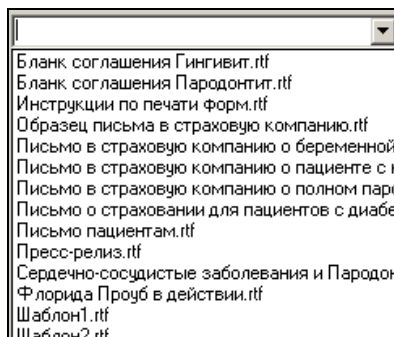 Бланк соглашения Гингивит.rtf
Бланк соглашения Пародонтит.rtf
Инструкции по печати форм.rtf
Образец письма в страховую компанию.rtf
Письмо в страховую компанию о беременной
Письмо в страховую компанию о пациенте с
Письмо в страховую компанию о полном
Письмо о страховании для пациентов с
Письмо пациентам.rtf
Пресс-релиз.rtf
Сердечно-сосудистые заболевания и
Флорида Проуб в действии.rtf
Шаблон1.rtf
Шаблон2.rtf